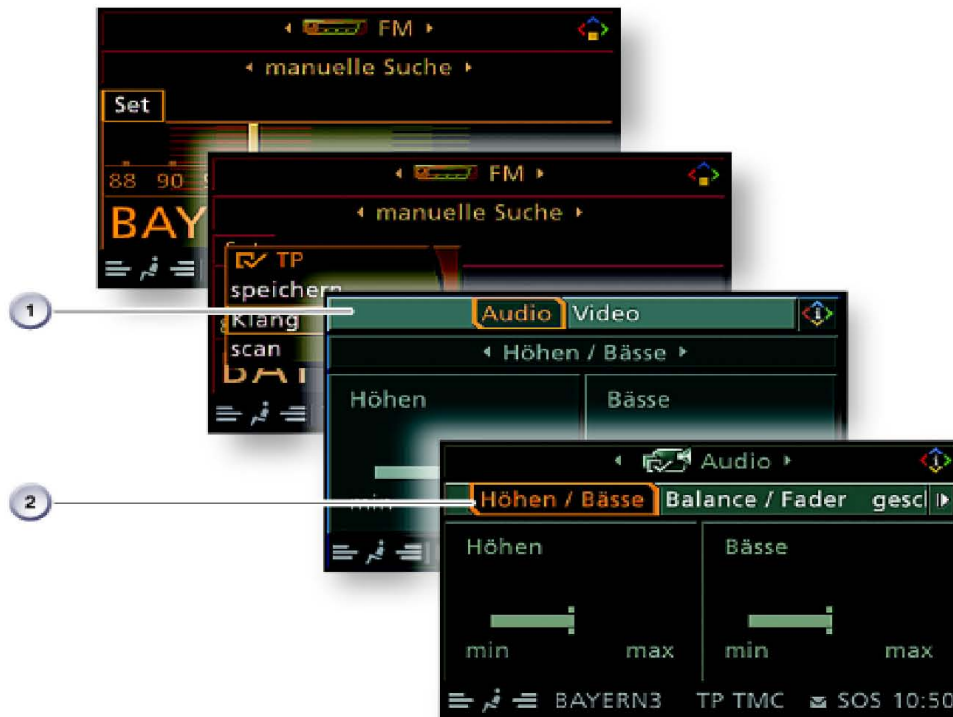 FM
manuelle Suche
Set
88 90
BAY
FM
manuelle Suche
TP
speichern
Klang
scan
1
Audio Video
Höhen / Bässe
Höhen Bässe
min
2
Audio
Höhen / Bässe Balance / Fader gescl
Höhen Bässe
min max min max
BAYERN3 TP TMC SOS 10:50